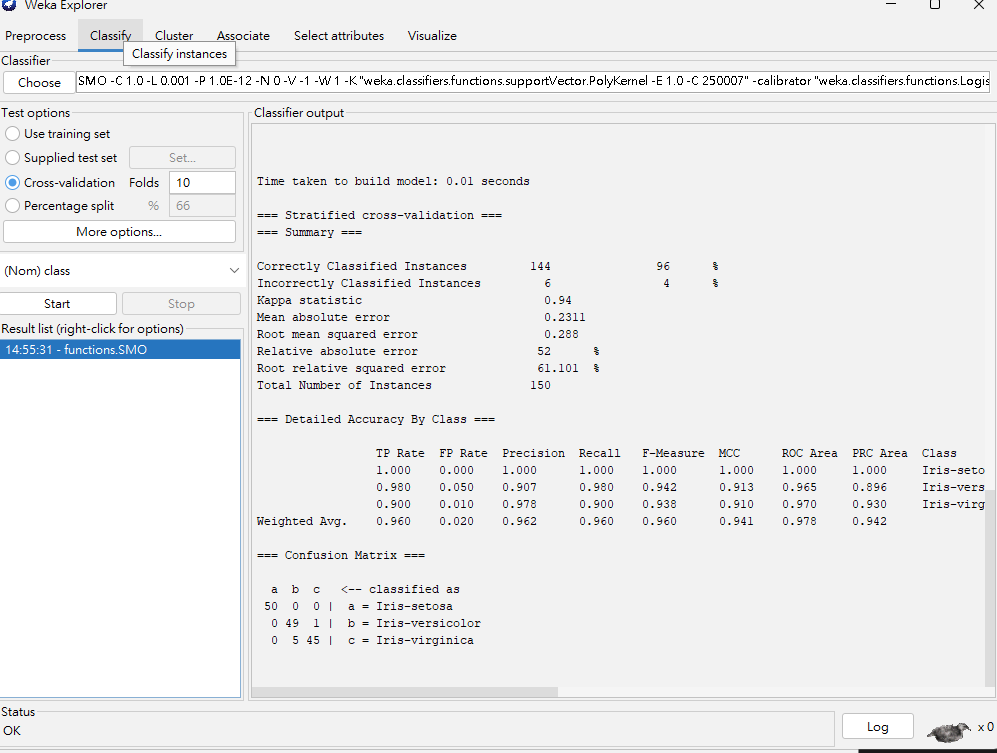 Weka Explorer
Preprocess Classify Cluster Associate Select attributes Visualize
Classify instances
Classifier
Choose SMO -C 1.0 -L 0.001 -P 1.0E-12 -N 0 -V -1 -W 1 -K "weka.classifiers.functions.supportVector.PolyKernel -E 1.0 -C 250007" -calibrator "weka.classifiers.functions.Logis
Test options
Use training set
Supplied test set Set...
Cross-validation Folds 10
Percentage split % 66
More options...
(Nom) class
Start Stop
Result list (right-click for options)
14:55:31 - functions.SMO
Classifier output
Time taken to build model: 0.01 seconds
=== Stratified cross-validation ===
=== Summary ===
Correctly Classified Instances 144 96 %
Incorrectly Classified Instances 6 4 %
Kappa statistic 0.94
Mean absolute error 0.2311
Root mean squared error 0.288
Relative absolute error 52 %
Root relative squared error 61.101 %
Total Number of Instances 150
=== Detailed Accuracy By Class ===
TP Rate FP Rate Precision Recall F-Measure MCC ROC Area PRC Area Class
1.000 0.000 1.000 1.000 1.000 1.000 1.000 1.000 Iris-seto
0.980 0.050 0.907 0.980 0.942 0.913 0.965 0.896 Iris-vers
0.900 0.010 0.978 0.900 0.938 0.910 0.970 0.930 Iris-virg
Weighted Avg. 0.960 0.020 0.962 0.960 0.960 0.941 0.978 0.942
=== Confusion Matrix ===
a b c <-- classified as
50 0 0 | a = Iris-setosa
0 49 1 | b = Iris-versicolor
0 5 45 | c = Iris-virginica
Status
OK
Log x 0